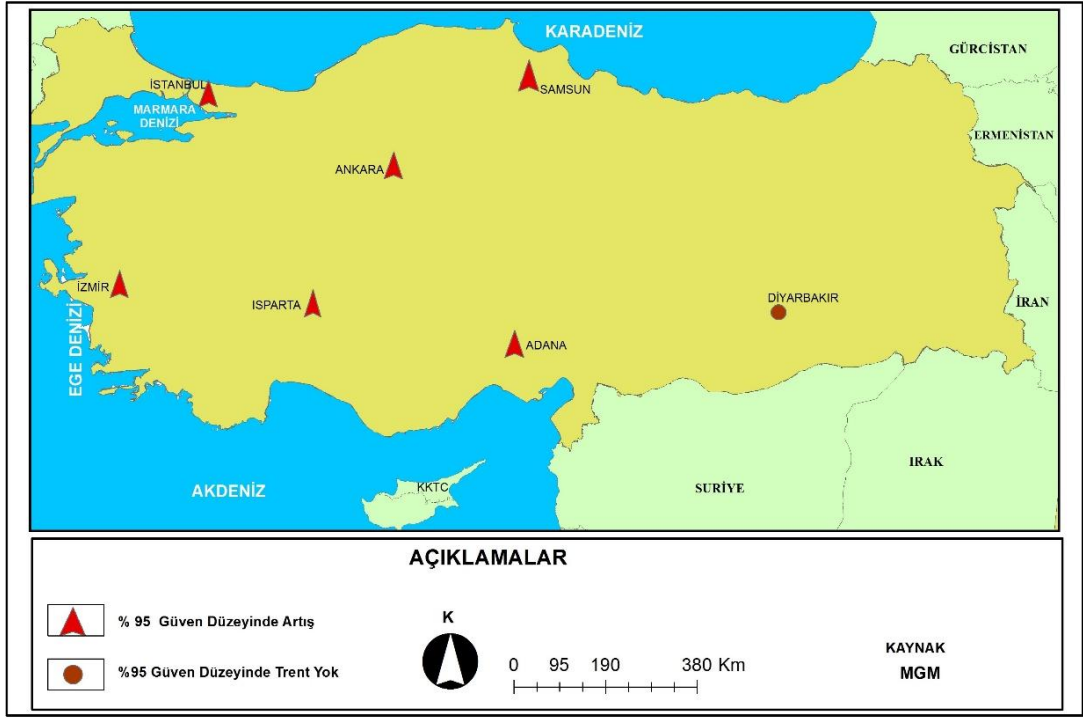 KARADENİZ
GÜRCİSTAN
İSTANBUL
SAMSUN
MARMARA
DENİZİ
ERMENİSTAN
ANKARA
İZMİR
ISPARTA
DİYARBAKIR
İRAN
EGE DENİZİ
ADANA
IRAK
AKDENİZ
KKTC
SURİYE
AÇIKLAMALAR
% 95 Güven Düzeyinde Artış
%95 Güven Düzeyinde Trent Yok
K
0 95 190 380 Km
KAYNAK
MGM